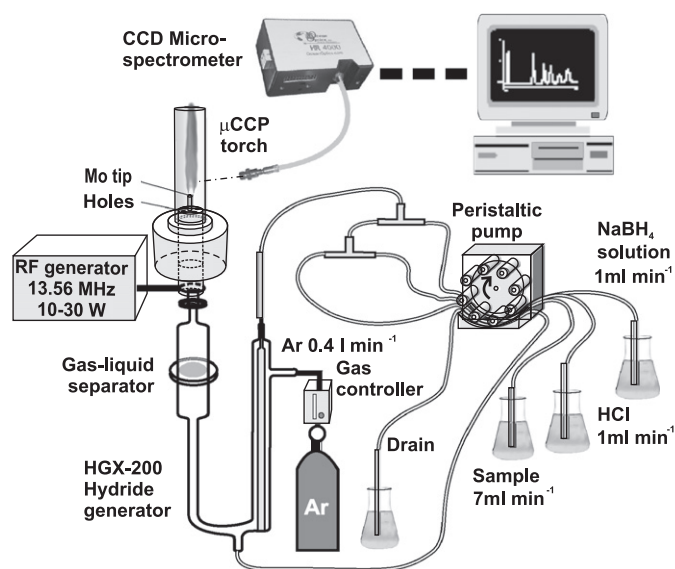 CCD Micro-
spectrometer
HR 4000
µCCP
torch
Mo tip
Holes
Peristaltic
pump
NaBH₄
solution
1ml min⁻¹
RF generator
13.56 MHz
10-30 W
Ar 0.4 l min⁻¹
Gas
controller
Gas-liquid
separator
HCl
1ml min⁻¹
Drain
Sample
7ml min⁻¹
HGX-200
Hydride
generator
Ar